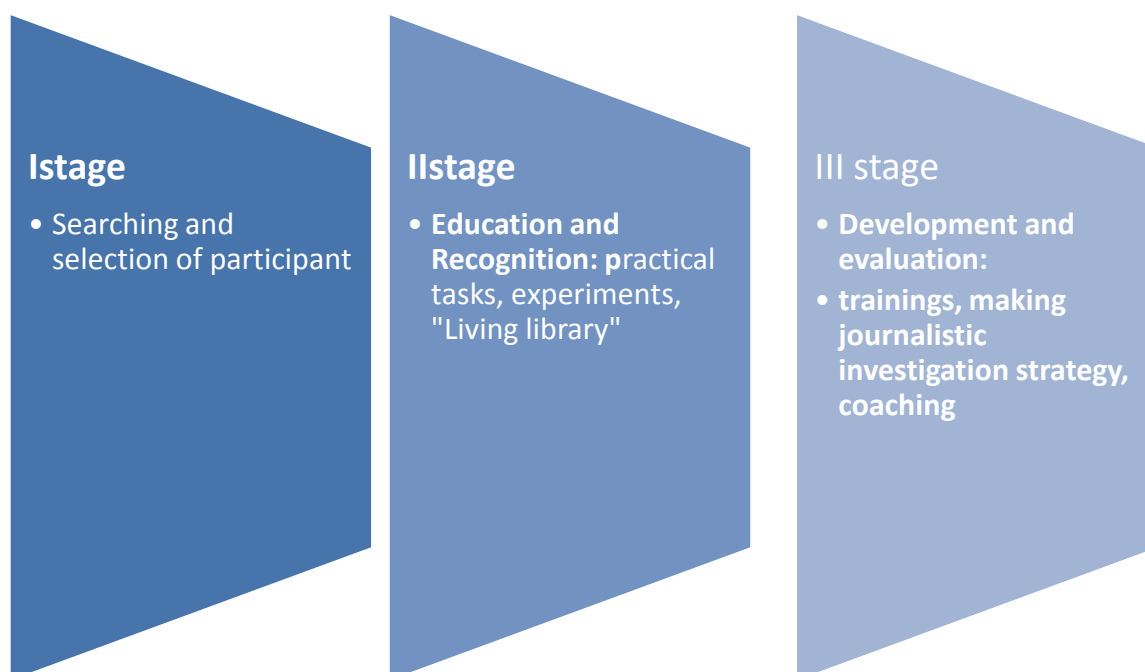 Istage
• Searching and
selection of participant
IIstage
• Education and
Recognition: practical
tasks, experiments,
"Living library"
III stage
• Development and
evaluation:
• trainings, making
journalistic
investigation strategy,
coaching